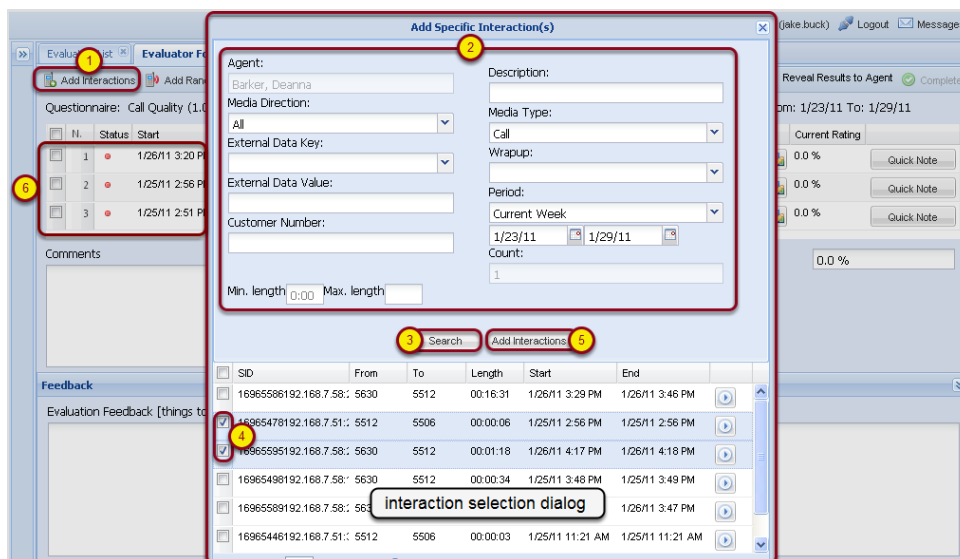 Add Specific Interaction(s)
(jake.buck) Logout Message
Evalua List Evaluator Fo
1
2
Add Interactions Add Ran
Reveal Results to Agent Complete
Questionnaire: Call Quality (1.0
om: 1/23/11 To: 1/29/11
N. Status Start
Current Rating
1 1/26/11 3:20 P
0.0 % Quick Note
2 1/25/11 2:56 P
0.0 % Quick Note
3 1/25/11 2:51 P
0.0 % Quick Note
6
Comments
0.0 %
Agent:
Barker, Deanna
Media Direction:
All
External Data Key:
External Data Value:
Customer Number:
Min. length 0:00 Max. length
Description:
Media Type:
Call
Wrapup:
Period:
Current Week
1/23/11 1/29/11
Count:
1
3 Search Add Interactions 5
SID From To Length Start End
16965586192.168.7.58:2 5630 5512 00:16:31 1/26/11 3:29 PM 1/26/11 3:46 PM
16965478192.168.7.51:2 5512 5506 00:00:06 1/25/11 2:56 PM 1/25/11 2:56 PM
4
16965595192.168.7.58:2 5630 5512 00:01:18 1/26/11 4:17 PM 1/26/11 4:18 PM
16965498192.168.7.58:1 5630 5512 00:00:34 1/25/11 3:48 PM 1/25/11 3:49 PM
16965589192.168.7.58:2 563 1/26/11 3:47 PM
interaction selection dialog
16965446192.168.7.51:3 5512 5506 00:00:03 1/25/11 11:21 AM 1/25/11 11:21 AM
Feedback
Evaluation Feedback [things to